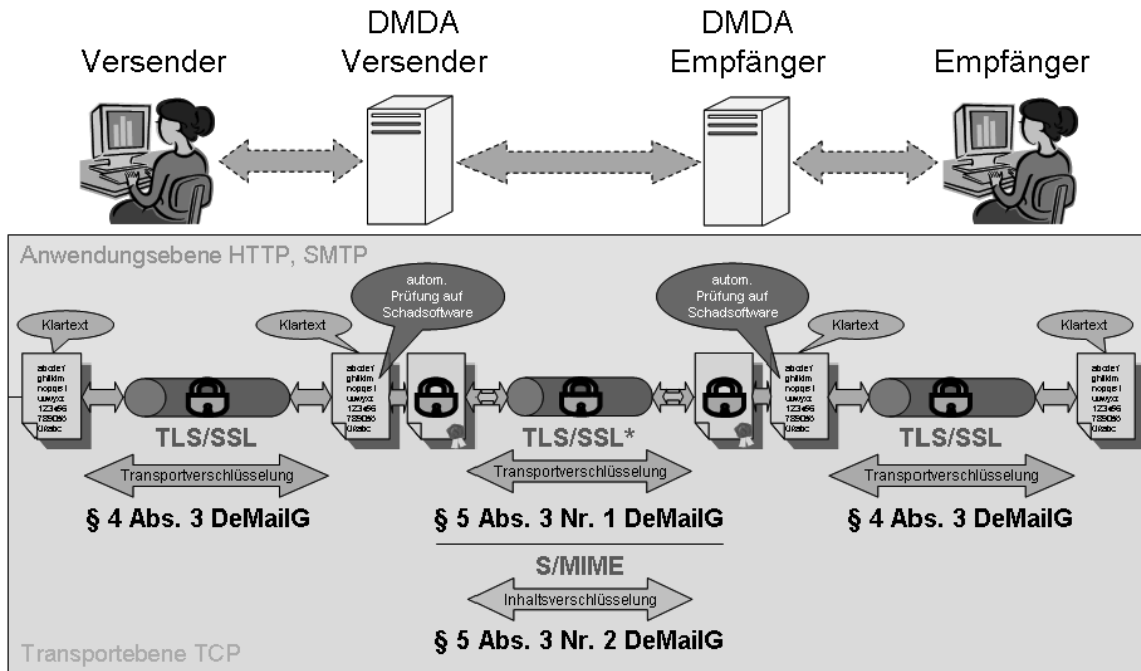 Versender
DMDA
Versender
DMDA
Empfänger
Empfänger
Anwendungsebene HTTP, SMTP
autom.
Prüfung auf
Schadsoftware
autom.
Prüfung auf
Schadsoftware
Klartext
Klartext
Klartext
Klartext
TLS/SSL
TLS/SSL*
TLS/SSL
Transportverschlüsselung
Transportverschlüsselung
Transportverschlüsselung
§ 4 Abs. 3 DeMailG
§ 5 Abs. 3 Nr. 1 DeMailG
§ 4 Abs. 3 DeMailG
S/MIME
Inhaltsverschlüsselung
§ 5 Abs. 3 Nr. 2 DeMailG
Transportebene TCP